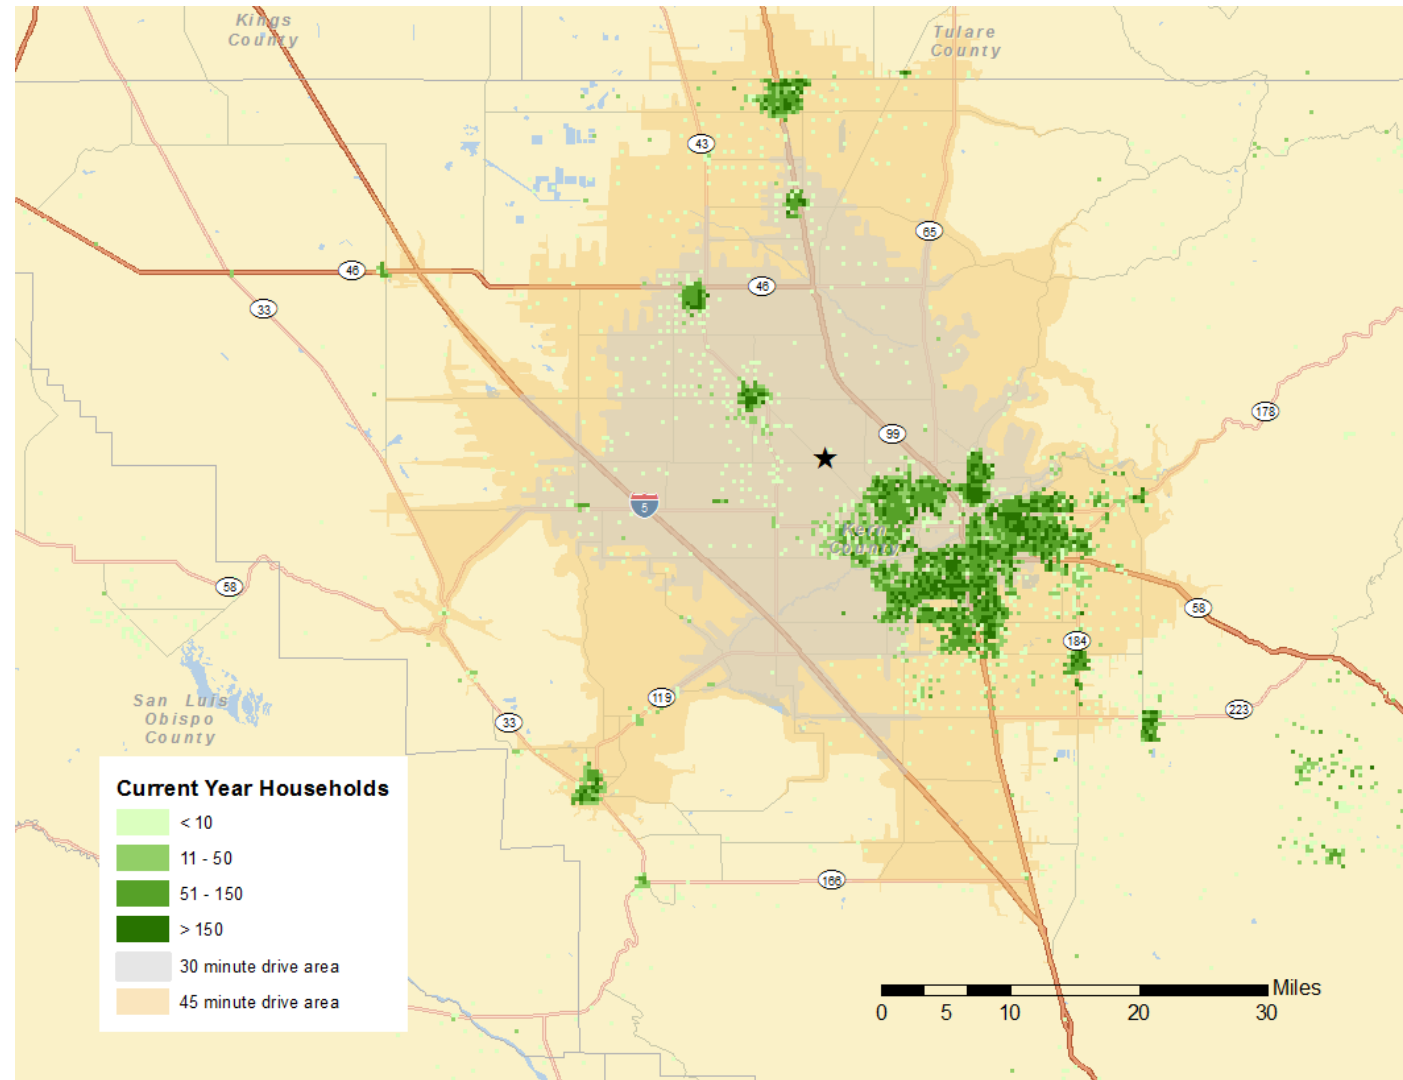 Kings
County
Tulare
County
43
65
46
46
33
178
99
5
Kern
County
58
58
184
San Luis
Obispo
County
119
223
33
166
Current Year Households
< 10
11 - 50
51 - 150
> 150
30 minute drive area
45 minute drive area
Miles
0 5 10 20 30